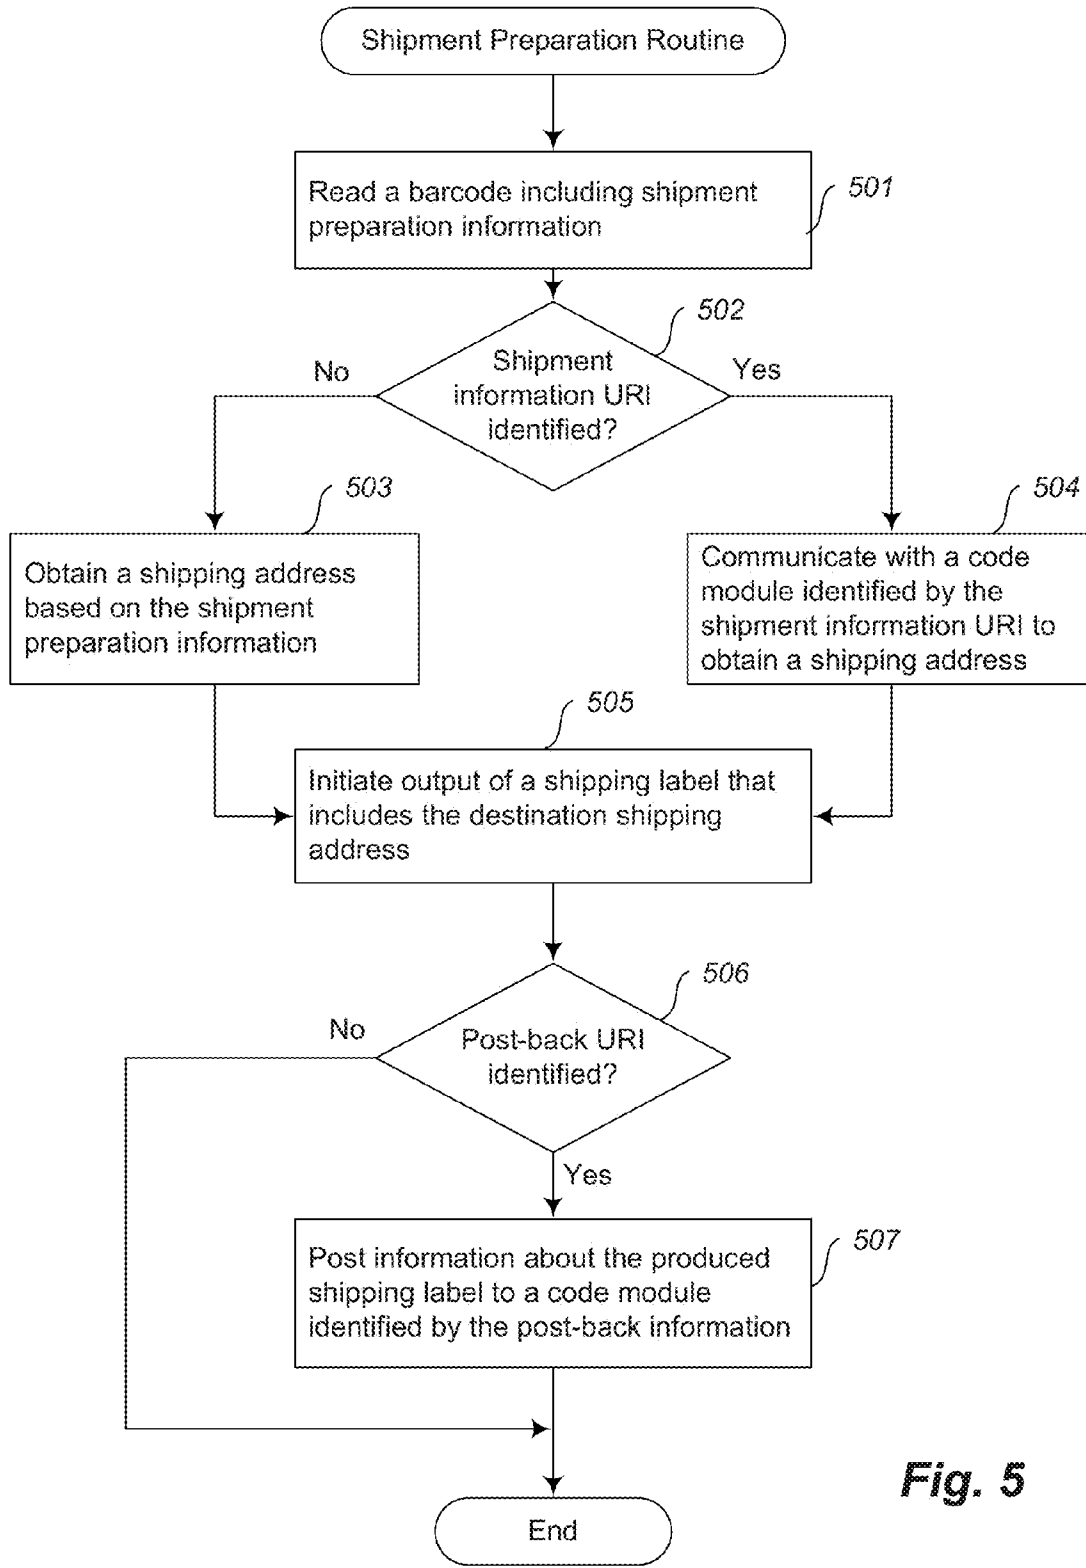 Shipment Preparation Routine
Read a barcode including shipment
preparation information
501
502
Shipment
information URI
identified?
No
Yes
503
Obtain a shipping address
based on the shipment
preparation information
504
Communicate with a code
module identified by the
shipment information URI to
obtain a shipping address
505
Initiate output of a shipping label that
includes the destination shipping
address
506
Post-back URI
identified?
No
Yes
507
Post information about the produced
shipping label to a code module
identified by the post-back information
End
Fig. 5